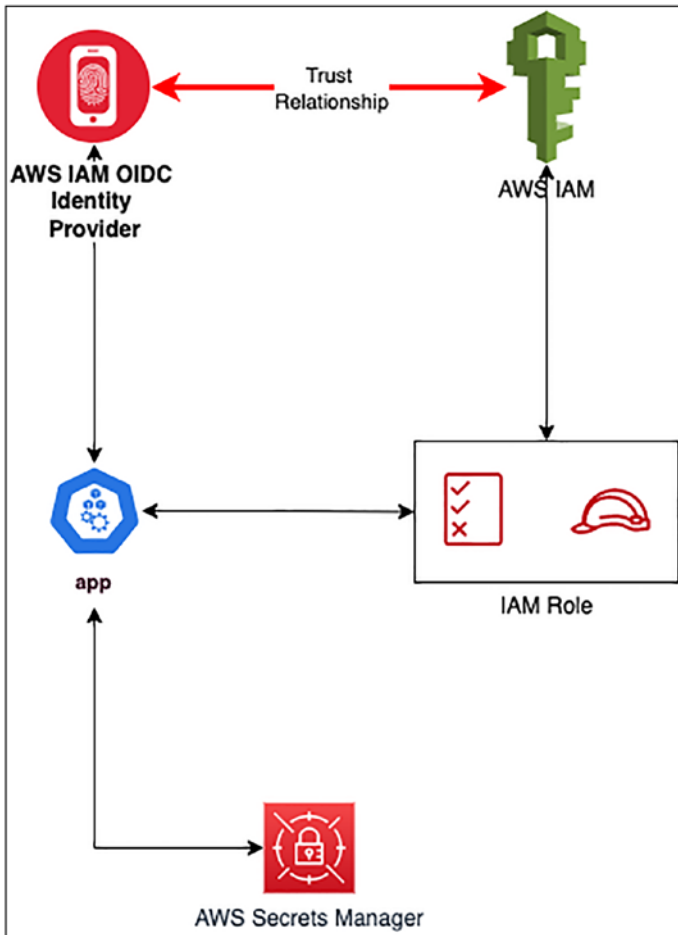 Trust
Relationship
AWS IAM OIDC
Identity
Provider
AWS IAM
app
IAM Role
AWS Secrets Manager